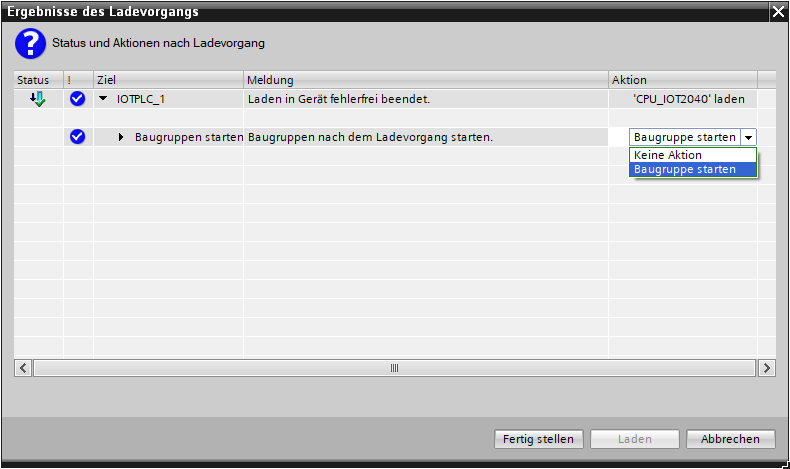 Ergebnisse des Ladevorgangs
Status und Aktionen nach Ladevorgang
Status ! Ziel Meldung Aktion
IOTPLC_1 Laden in Gerät fehlerfrei beendet. 'CPU_IOT2040' laden
Baugruppen starten Baugruppen nach dem Ladevorgang starten. Baugruppe starten
Keine Aktion
Baugruppe starten
Fertig stellen Laden Abbrechen